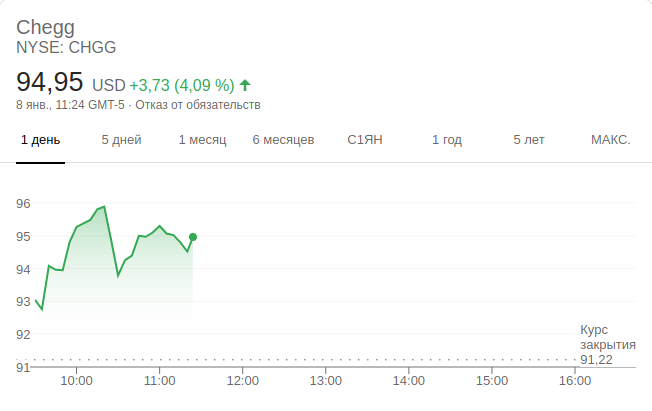 Chegg
NYSE: CHGG
94,95 USD +3,73 (4,09 %)
8 янв., 11:24 GMT-5 · Отказ от обязательств
1 день 5 дней 1 месяц 6 месяцев С1ЯН 1 год 5 лет МАКС.
96
95
94
93
92
91
Курс
закрытия
91,22
10:00 11:00 12:00 13:00 14:00 15:00 16:00